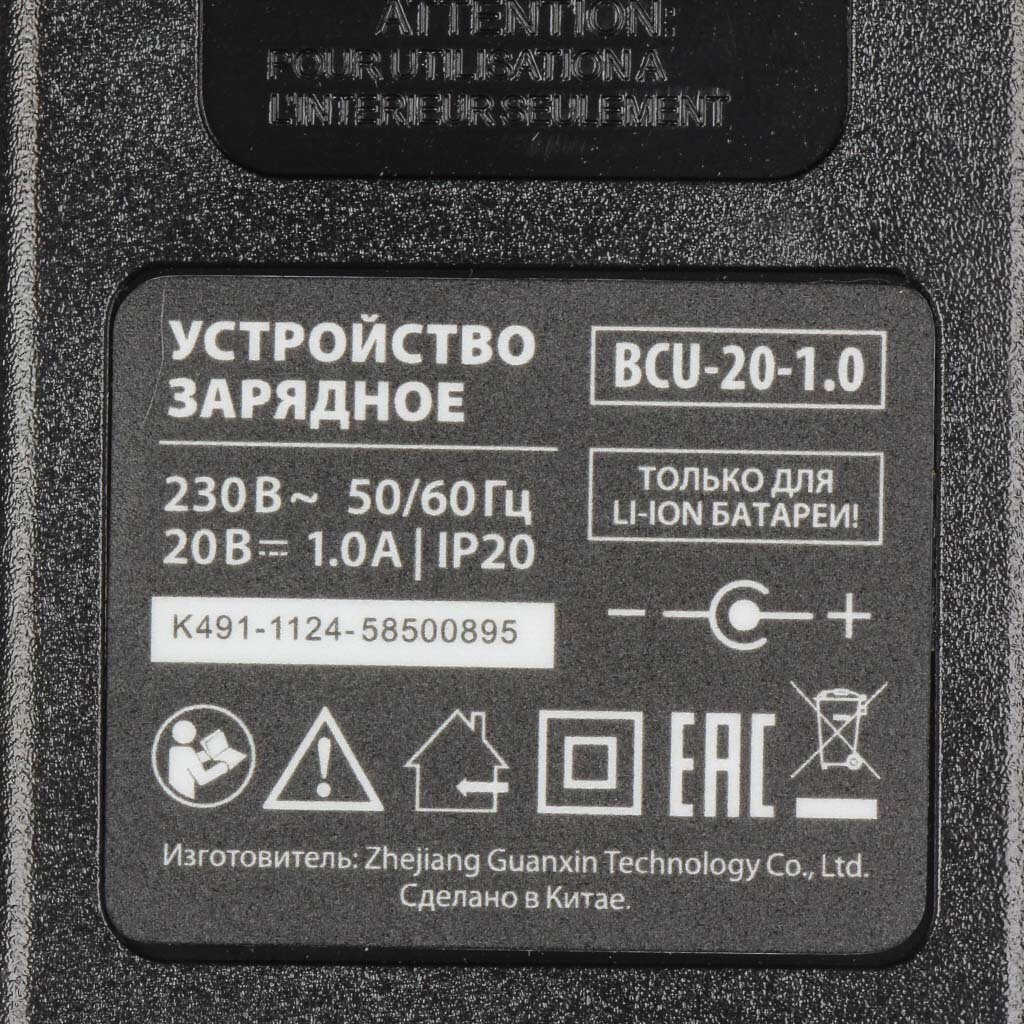 ATTENTION:
POUR UTILISATION A
L'INTERIEUR SEULEMENT
УСТРОЙСТВО
ЗАРЯДНОЕ
BCU-20-1.0
230В~ 50/60Гц
20В⎓ 1.0А | IP20
ТОЛЬКО ДЛЯ
LI-ION БАТАРЕИ!
K491-1124-58500895
− +
EAC
Изготовитель: Zhejiang Guanxin Technology Co., Ltd.
Сделано в Китае.